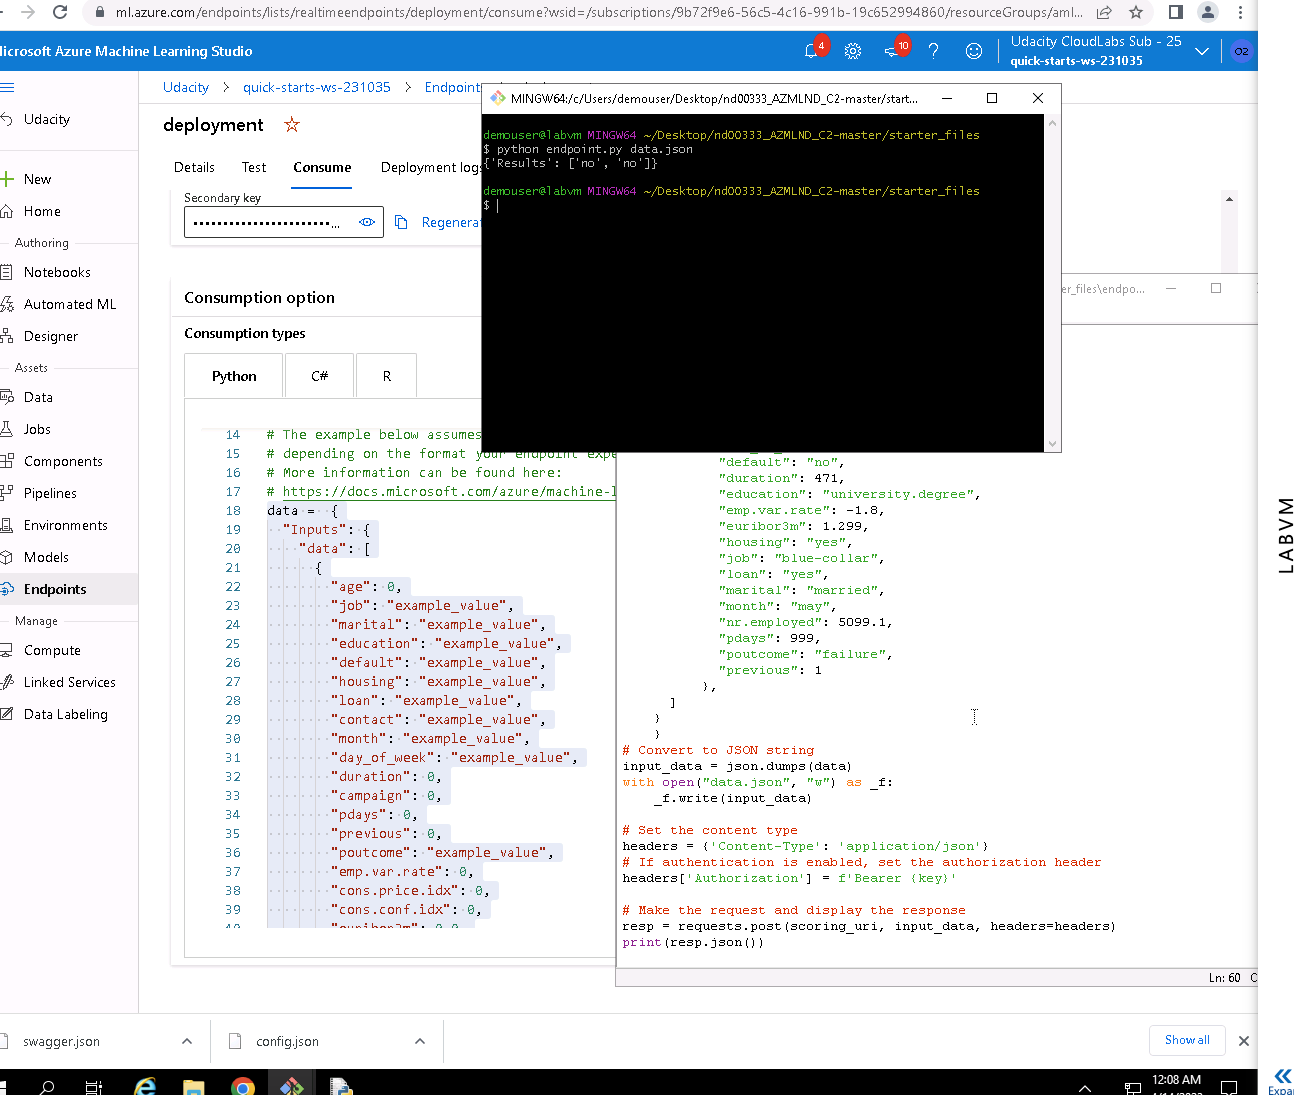 ml.azure.com/endpoints/lists/realtimeendpoints/deployment/consume?wsid=/subscriptions/9b72f9e6-56c5-4c16-991b-19c652994860/resourceGroups/aml...
Microsoft Azure Machine Learning Studio
4
10
?
Udacity CloudLabs Sub - 25
quick-starts-ws-231035
O2
Udacity
New
Home
Authoring
Notebooks
Automated ML
Designer
Assets
Data
Jobs
Components
Pipelines
Environments
Models
Endpoints
Manage
Compute
Linked Services
Data Labeling
Udacity > quick-starts-ws-231035 > Endpoint
deployment
Details Test Consume Deployment logs
Secondary key
Regenera
Consumption option
Consumption types
Python C# R
14 # The example below assumes
15 # depending on the format your endpoint expe
16 # More information can be found here:
17 # https://docs.microsoft.com/azure/machine-l
18 data = {
19 "Inputs": {
20 "data": [
21 {
22 "age": 0,
23 "job": "example_value",
24 "marital": "example_value",
25 "education": "example_value",
26 "default": "example_value",
27 "housing": "example_value",
28 "loan": "example_value",
29 "contact": "example_value",
30 "month": "example_value",
31 "day_of_week": "example_value",
32 "duration": 0,
33 "campaign": 0,
34 "pdays": 0,
35 "previous": 0,
36 "poutcome": "example_value",
37 "emp.var.rate": 0,
38 "cons.price.idx": 0,
39 "cons.conf.idx": 0,
MINGW64:/c/Users/demouser/Desktop/nd00333_AZMLND_C2-master/start...
demouser@labvm MINGW64 ~/Desktop/nd00333_AZMLND_C2-master/starter_files
$ python endpoint.py data.json
{'Results': ['no', 'no']}
demouser@labvm MINGW64 ~/Desktop/nd00333_AZMLND_C2-master/starter_files
$
er_files\endpo...
"default": "no",
"duration": 471,
"education": "university.degree",
"emp.var.rate": -1.8,
"euribor3m": 1.299,
"housing": "yes",
"job": "blue-collar",
"loan": "yes",
"marital": "married",
"month": "may",
"nr.employed": 5099.1,
"pdays": 999,
"poutcome": "failure",
"previous": 1
},
]
}
}
# Convert to JSON string
input_data = json.dumps(data)
with open("data.json", "w") as _f:
_f.write(input_data)
# Set the content type
headers = {'Content-Type': 'application/json'}
# If authentication is enabled, set the authorization header
headers['Authorization'] = f'Bearer {key}'
# Make the request and display the response
resp = requests.post(scoring_uri, input_data, headers=headers)
print(resp.json())
Ln: 60
swagger.json
config.json
Show all
12:08 AM
LABVM
Expa